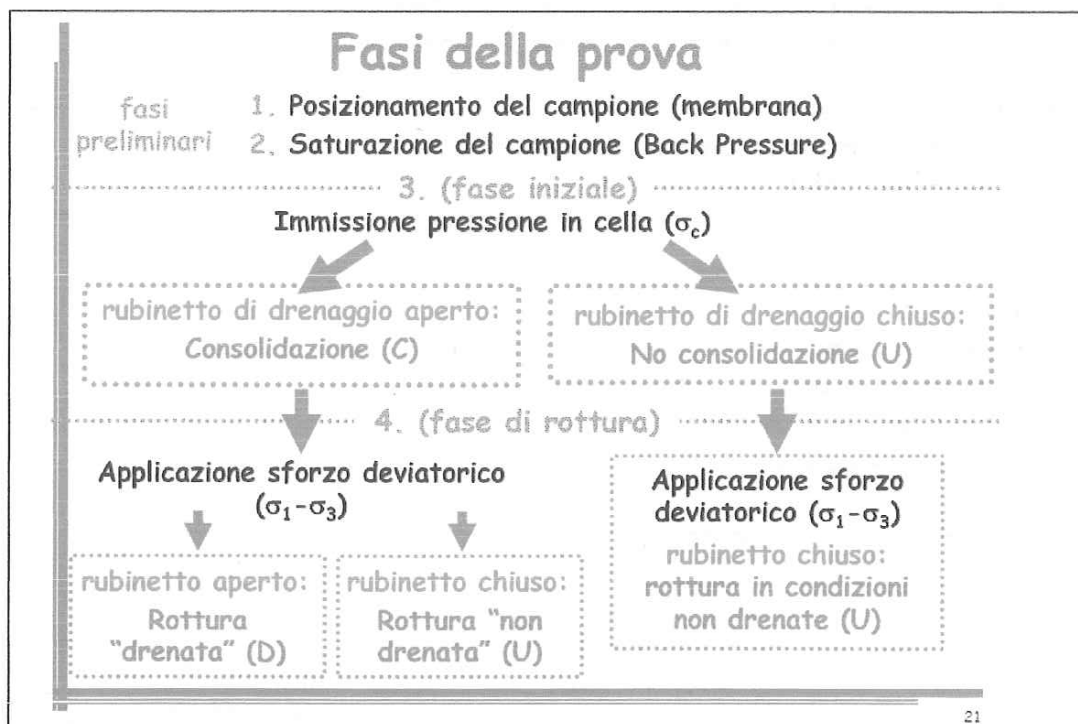 Fasi della prova
fasi
preliminari
1. Posizionamento del campione (membrana)
2. Saturazione del campione (Back Pressure)
3. (fase iniziale)
Immissione pressione in cella (σc)
rubinetto di drenaggio aperto:
Consolidazione (C)
rubinetto di drenaggio chiuso:
No consolidazione (U)
4. (fase di rottura)
Applicazione sforzo deviatorico
(σ1-σ3)
rubinetto aperto:
Rottura
"drenata" (D)
rubinetto chiuso:
Rottura "non
drenata" (U)
Applicazione sforzo
deviatorico (σ1-σ3)
rubinetto chiuso:
rottura in condizioni
non drenate (U)
21